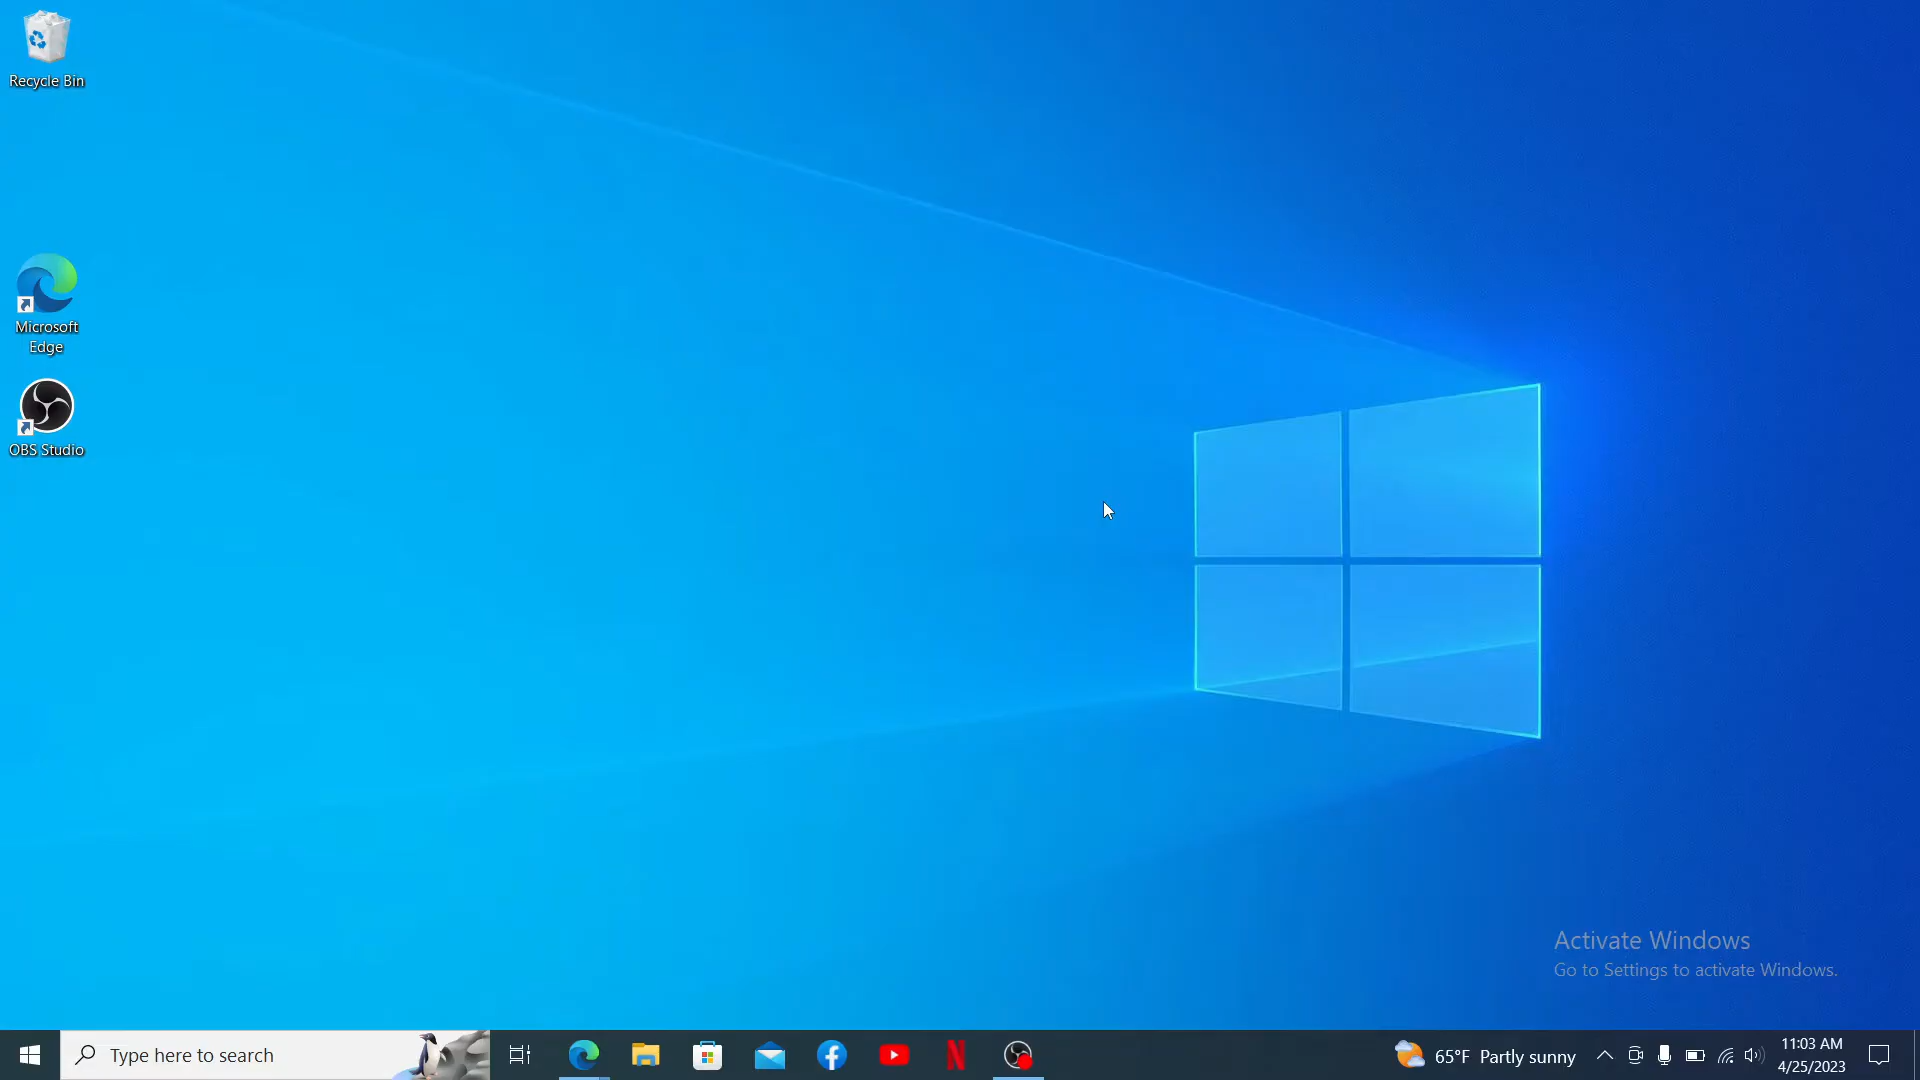 Recycle Bin
Microsoft
Edge
OBS Studio
Activate Windows
Go to Settings to activate Windows.
Type here to search
65°F Partly sunny
11:03 AM
4/25/2023